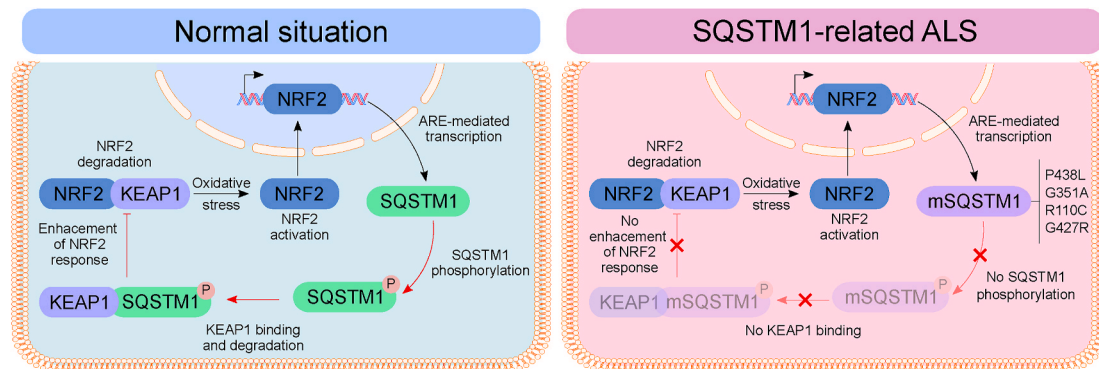 Normal situation
NRF2
ARE-mediated
transcription
NRF2
degradation
NRF2
KEAP1
Oxidative
stress
NRF2
NRF2
activation
SQSTM1
Enhacement
of NRF2
response
SQSTM1
phosphorylation
P
SQSTM1
P
KEAP1
SQSTM1
KEAP1 binding
and degradation
SQSTM1-related ALS
NRF2
ARE-mediated
transcription
NRF2
degradation
NRF2
KEAP1
Oxidative
stress
NRF2
NRF2
activation
mSQSTM1
P438L
G351A
R110C
G427R
No
enhacement
of NRF2
response
No SQSTM1
phosphorylation
P
mSQSTM1
P
KEAP1
mSQSTM1
No KEAP1 binding